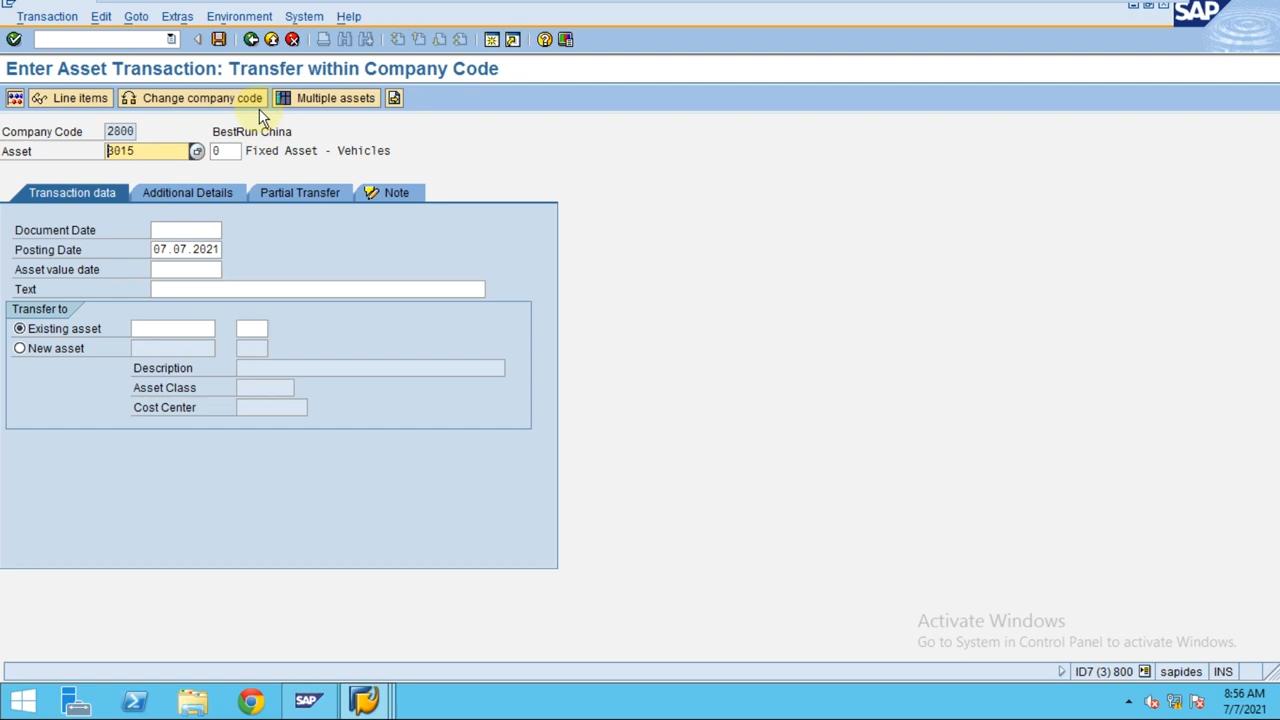 Transaction Edit Goto Extras Environment System Help
SAP
Enter Asset Transaction: Transfer within Company Code
Line items Change company code Multiple assets
Company Code 2800 BestRun China
Asset 3015 0 Fixed Asset - Vehicles
Transaction data Additional Details Partial Transfer Note
Document Date
Posting Date 07.07.2021
Asset value date
Text
Transfer to
Existing asset
New asset
Description
Asset Class
Cost Center
Activate Windows
Go to System in Control Panel to activate Windows.
ID7 (3) 800 sapides INS
SAP
8:56 AM
7/7/2021